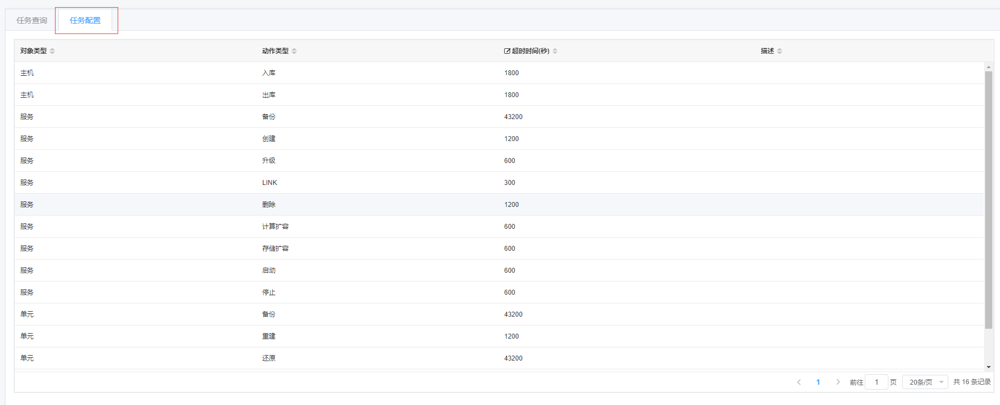 任务查询 任务配置
对象类型 动作类型 超时时间(秒) 描述
主机 入库 1800
主机 出库 1800
服务 备份 43200
服务 创建 1200
服务 升级 600
服务 LINK 300
服务 删除 1200
服务 计算扩容 600
服务 存储扩容 600
服务 启动 600
服务 停止 600
单元 备份 43200
单元 重建 1200
单元 还原 43200
1 前往 1 页 20条/页 共 16 条记录